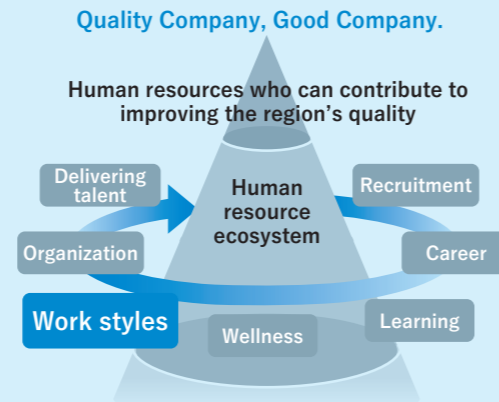 Quality Company, Good Company.
Human resources who can contribute to
improving the region's quality
Delivering
talent
Human
resource
ecosystem
Recruitment
Organization
Career
Work styles
Wellness
Learning